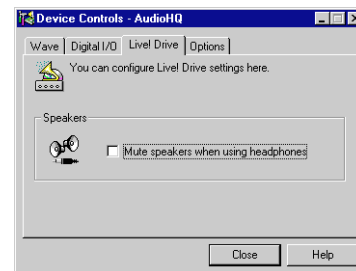 Device Controls - AudioHQ
Wave Digital I/O Live! Drive Options
You can configure Live! Drive settings here.
Speakers
Mute speakers when using headphones
Close Help